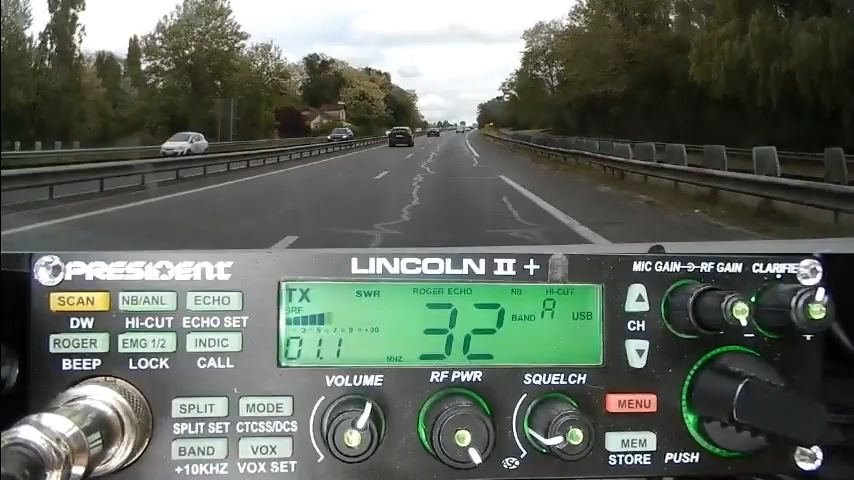 PRESIDENT
LINCOLN II +
MIC GAIN RF GAIN CLARIFIER
SCAN NB/ANL ECHO
DW HI-CUT ECHO SET
ROGER EMG 1/2 INDIC
BEEP LOCK CALL
TX SWR ROGER ECHO NB HI-CUT
SRF
32 BAND A USB
01.1 MHZ
CH
VOLUME RF PWR SQUELCH
SPLIT MODE
SPLIT SET CTCSS/DCS
BAND VOX
+10KHZ VOX SET
MENU
MEM
STORE PUSH
- +